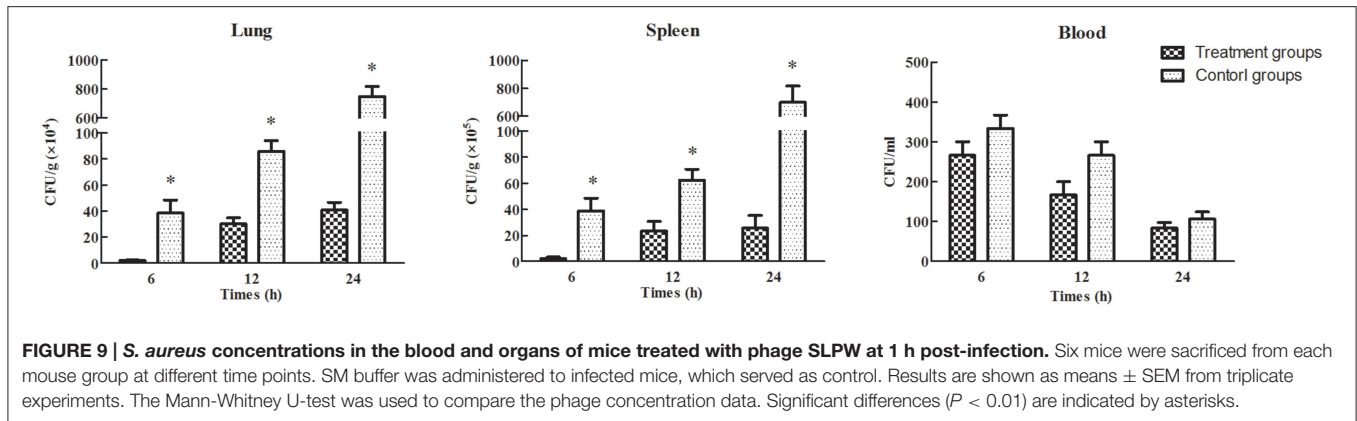 Lung
1000
800
600
100
80
60
40
20
0
CFU/g (×10⁴)
*
*
*
6 12 24
Times (h)
Spleen
1000
800
600
100
80
60
40
20
0
CFU/g (×10⁵)
*
*
*
6 12 24
Times (h)
Blood
500
400
300
200
100
0
CFU/ml
6 12 24
Times (h)
Treatment groups
Contorl groups
FIGURE 9 | S. aureus concentrations in the blood and organs of mice treated with phage SLPW at 1 h post-infection. Six mice were sacrificed from each
mouse group at different time points. SM buffer was administered to infected mice, which served as control. Results are shown as means ± SEM from triplicate
experiments. The Mann-Whitney U-test was used to compare the phage concentration data. Significant differences (P < 0.01) are indicated by asterisks.